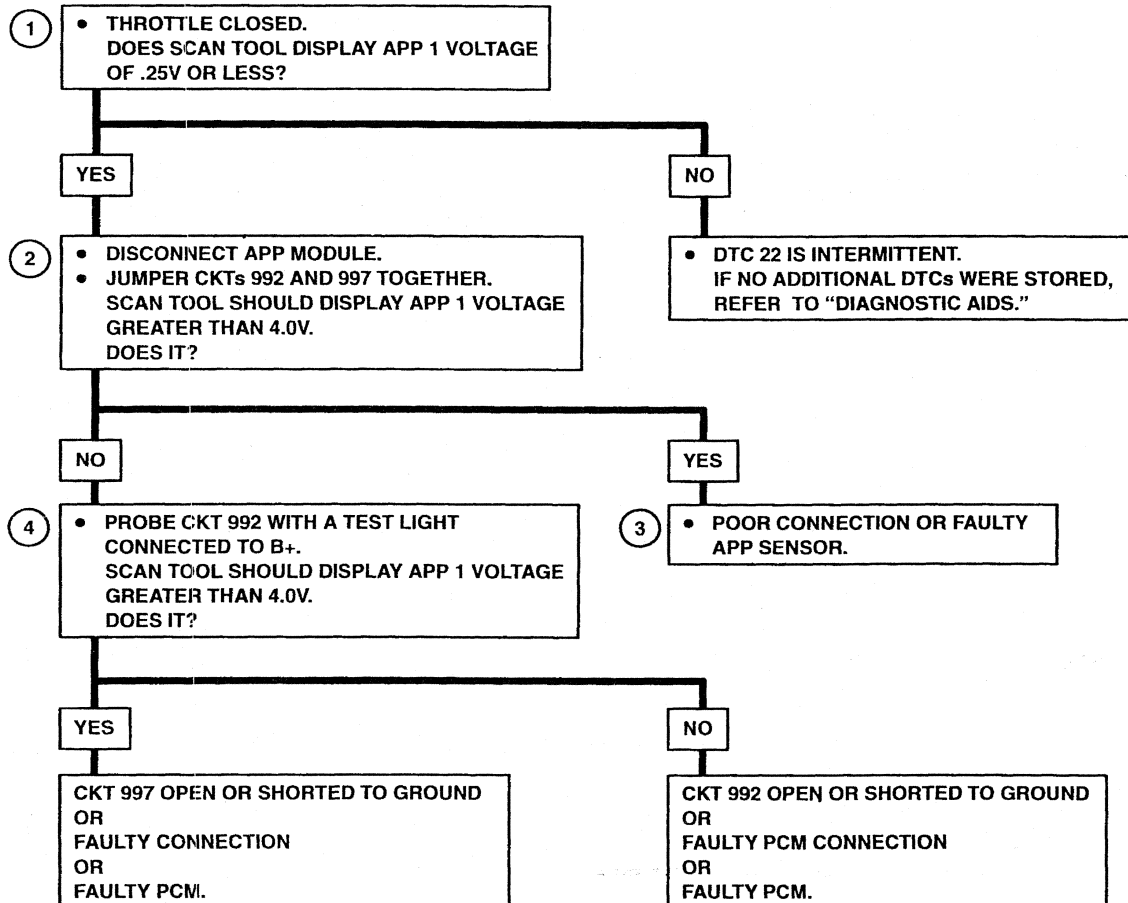 1
• THROTTLE CLOSED.
DOES SCAN TOOL DISPLAY APP 1 VOLTAGE
OF .25V OR LESS?
YES
NO
2
• DISCONNECT APP MODULE.
• JUMPER CKTs 992 AND 997 TOGETHER.
SCAN TOOL SHOULD DISPLAY APP 1 VOLTAGE
GREATER THAN 4.0V.
DOES IT?
• DTC 22 IS INTERMITTENT.
IF NO ADDITIONAL DTCs WERE STORED,
REFER TO “DIAGNOSTIC AIDS.”
NO
YES
4
• PROBE CKT 992 WITH A TEST LIGHT
CONNECTED TO B+.
SCAN TOOL SHOULD DISPLAY APP 1 VOLTAGE
GREATER THAN 4.0V.
DOES IT?
3
• POOR CONNECTION OR FAULTY
APP SENSOR.
YES
NO
CKT 997 OPEN OR SHORTED TO GROUND
OR
FAULTY CONNECTION
OR
FAULTY PCM.
CKT 992 OPEN OR SHORTED TO GROUND
OR
FAULTY PCM CONNECTION
OR
FAULTY PCM.